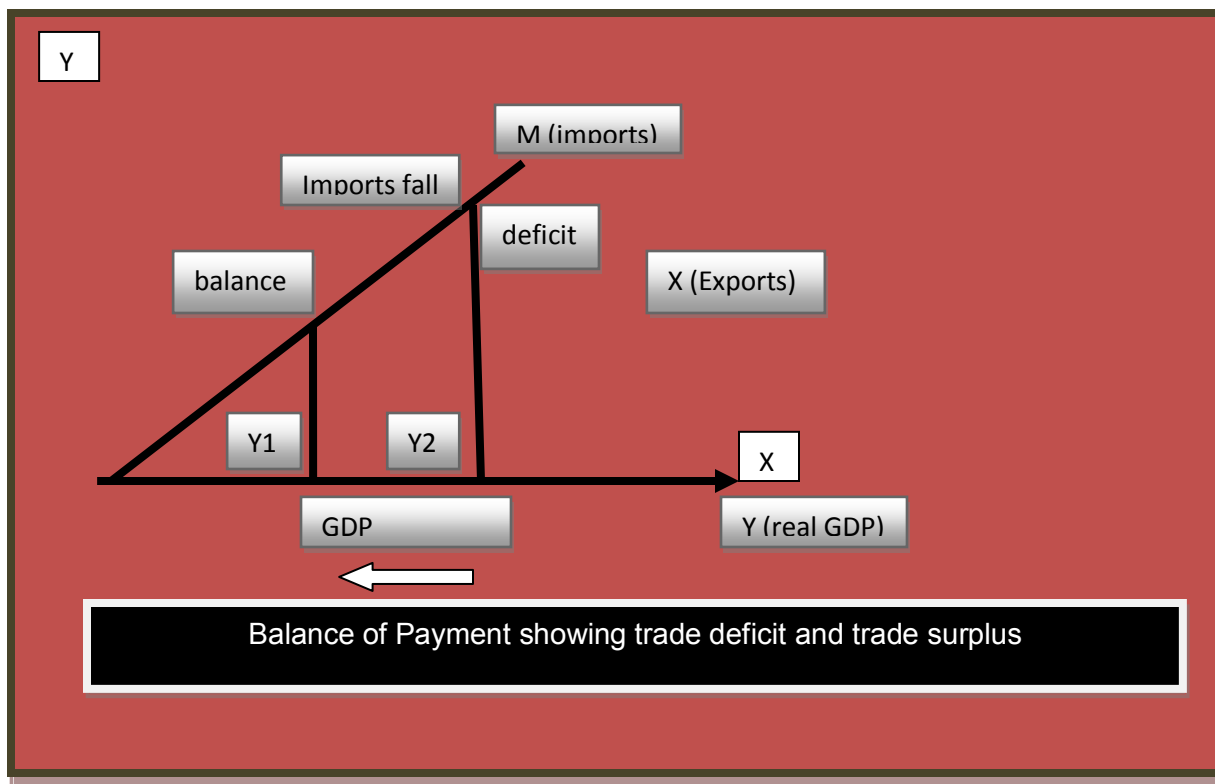 Y
M (imports)
Imports fall
deficit
balance
X (Exports)
Y1
Y2
X
GDP
Y (real GDP)
Balance of Payment showing trade deficit and trade surplus